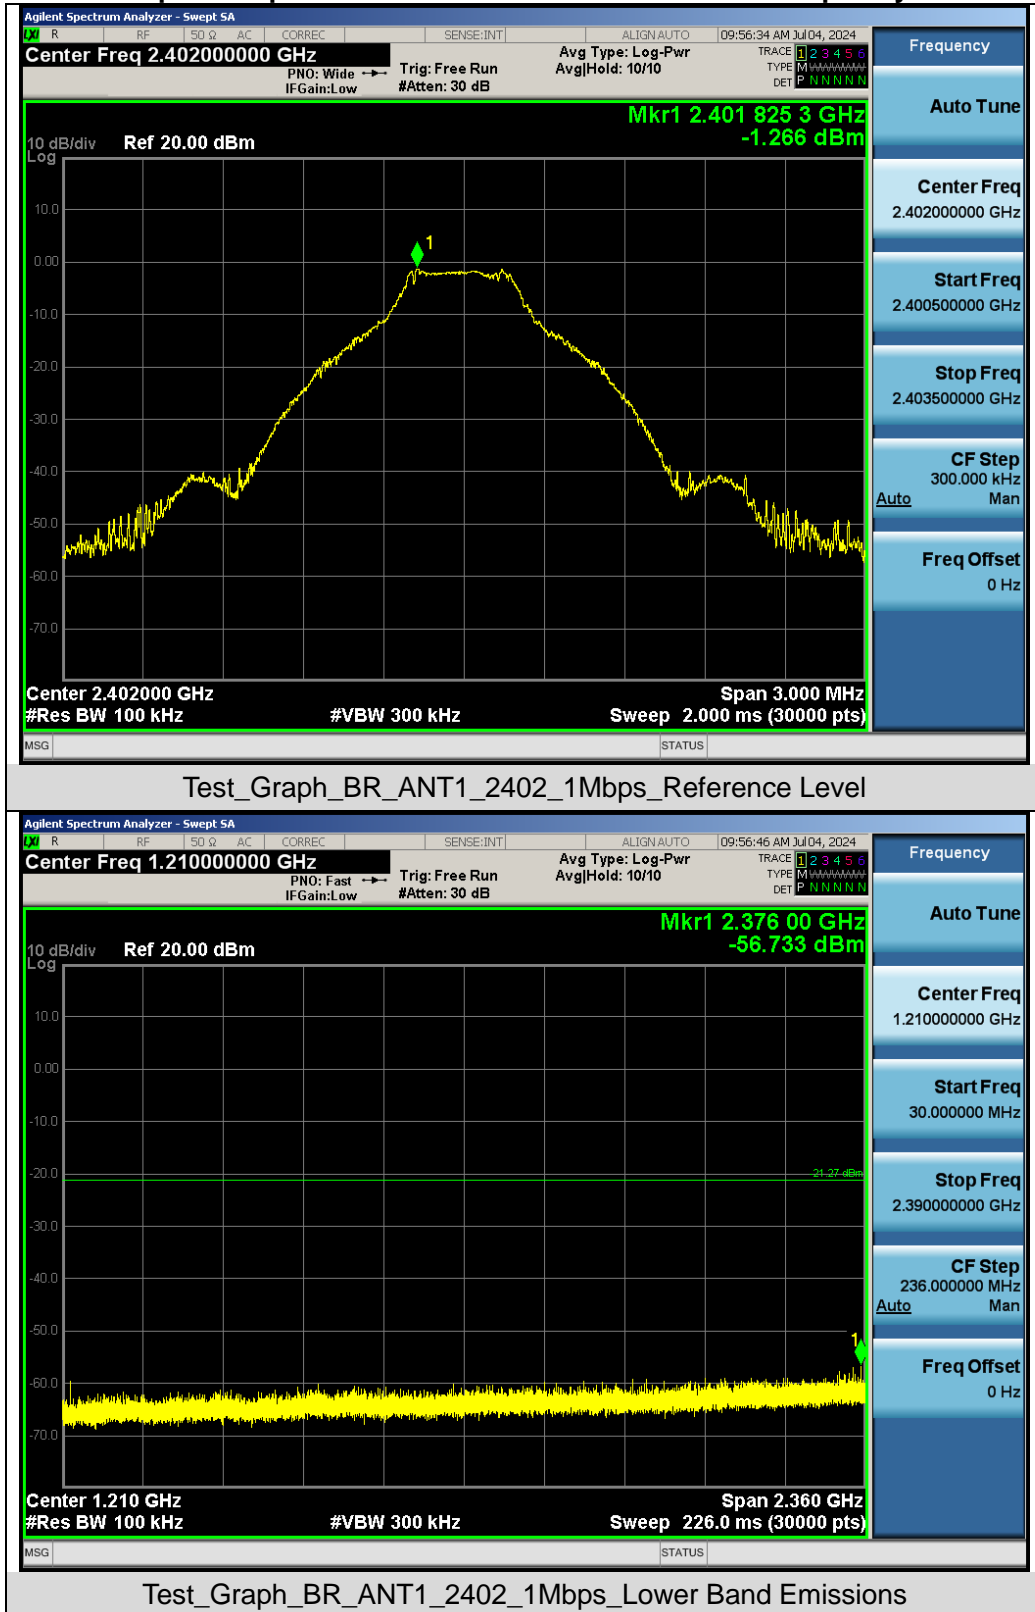 Agilent Spectrum Analyzer - Swept SA
LXI R RF 50 Ω AC CORREC SENSE:INT ALIGN AUTO 09:56:34 AM Jul 04, 2024
Center Freq 2.402000000 GHz
PNO: Wide
IFGain:Low
Trig: Free Run
#Atten: 30 dB
Avg Type: Log-Pwr
Avg|Hold: 10/10
TRACE 1 2 3 4 5 6
TYPE M W W W W W
DET P N N N N N
Mkr1 2.401 825 3 GHz
-1.266 dBm
10 dB/div Ref 20.00 dBm
Log
10.0
0.00
1
-10.0
-20.0
-30.0
-40.0
-50.0
-60.0
-70.0
Center 2.402000 GHz Span 3.000 MHz
#Res BW 100 kHz #VBW 300 kHz Sweep 2.000 ms (30000 pts)
MSG STATUS
Frequency
Auto Tune
Center Freq
2.402000000 GHz
Start Freq
2.400500000 GHz
Stop Freq
2.403500000 GHz
CF Step
300.000 kHz
Auto Man
Freq Offset
0 Hz
Test_Graph_BR_ANT1_2402_1Mbps_Reference Level
Agilent Spectrum Analyzer - Swept SA
LXI R RF 50 Ω AC CORREC SENSE:INT ALIGN AUTO 09:56:46 AM Jul 04, 2024
Center Freq 1.210000000 GHz
PNO: Fast
IFGain:Low
Trig: Free Run
#Atten: 30 dB
Avg Type: Log-Pwr
Avg|Hold: 10/10
TRACE 1 2 3 4 5 6
TYPE M W W W W W
DET P N N N N N
Mkr1 2.376 00 GHz
-56.733 dBm
10 dB/div Ref 20.00 dBm
Log
10.0
0.00
-10.0
-20.0
-21.27 dBm
-30.0
-40.0
-50.0
1
-60.0
-70.0
Center 1.210 GHz Span 2.360 GHz
#Res BW 100 kHz #VBW 300 kHz Sweep 226.0 ms (30000 pts)
MSG STATUS
Frequency
Auto Tune
Center Freq
1.210000000 GHz
Start Freq
30.000000 MHz
Stop Freq
2.390000000 GHz
CF Step
236.000000 MHz
Auto Man
Freq Offset
0 Hz
Test_Graph_BR_ANT1_2402_1Mbps_Lower Band Emissions